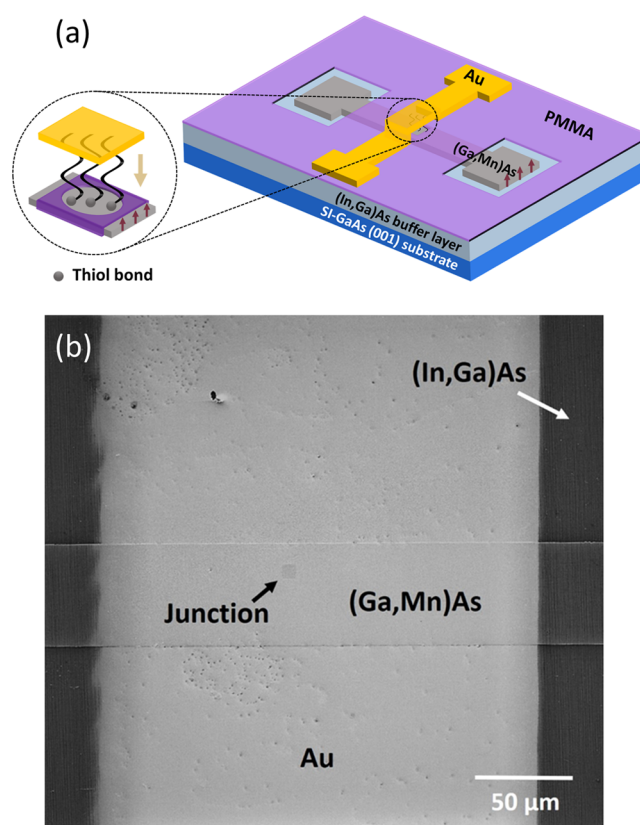 (a)
Au
PMMA
(Ga,Mn)As
(In,Ga)As buffer layer
SI-GaAs (001) substrate
Thiol bond
(b)
(In,Ga)As
Junction
(Ga,Mn)As
Au
50 µm